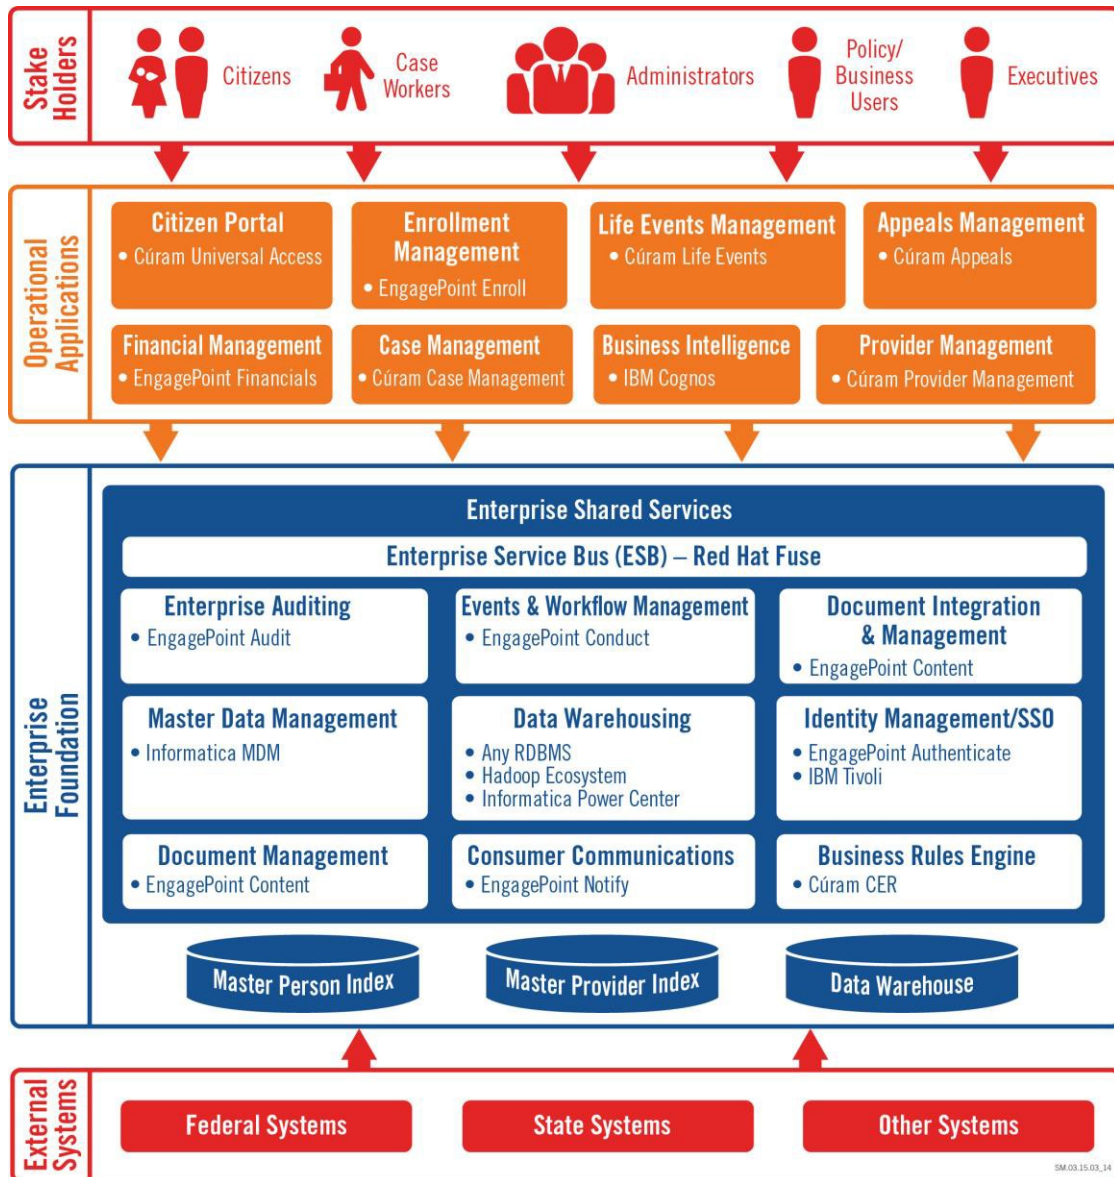 Stake
Holders
Citizens
Case
Workers
Administrators
Policy/
Business
Users
Executives
Operational
Applications
Citizen Portal
• Cúram Universal Access
Enrollment
Management
• EngagePoint Enroll
Life Events Management
• Cúram Life Events
Appeals Management
• Cúram Appeals
Financial Management
• EngagePoint Financials
Case Management
• Cúram Case Management
Business Intelligence
• IBM Cognos
Provider Management
• Cúram Provider Management
Enterprise
Foundation
Enterprise Shared Services
Enterprise Service Bus (ESB) – Red Hat Fuse
Enterprise Auditing
• EngagePoint Audit
Events & Workflow Management
• EngagePoint Conduct
Document Integration
& Management
• EngagePoint Content
Master Data Management
• Informatica MDM
Data Warehousing
• Any RDBMS
• Hadoop Ecosystem
• Informatica Power Center
Identity Management/SSO
• EngagePoint Authenticate
• IBM Tivoli
Document Management
• EngagePoint Content
Consumer Communications
• EngagePoint Notify
Business Rules Engine
• Cúram CER
Master Person Index
Master Provider Index
Data Warehouse
External
Systems
Federal Systems
State Systems
Other Systems
SM.03.15.03_14